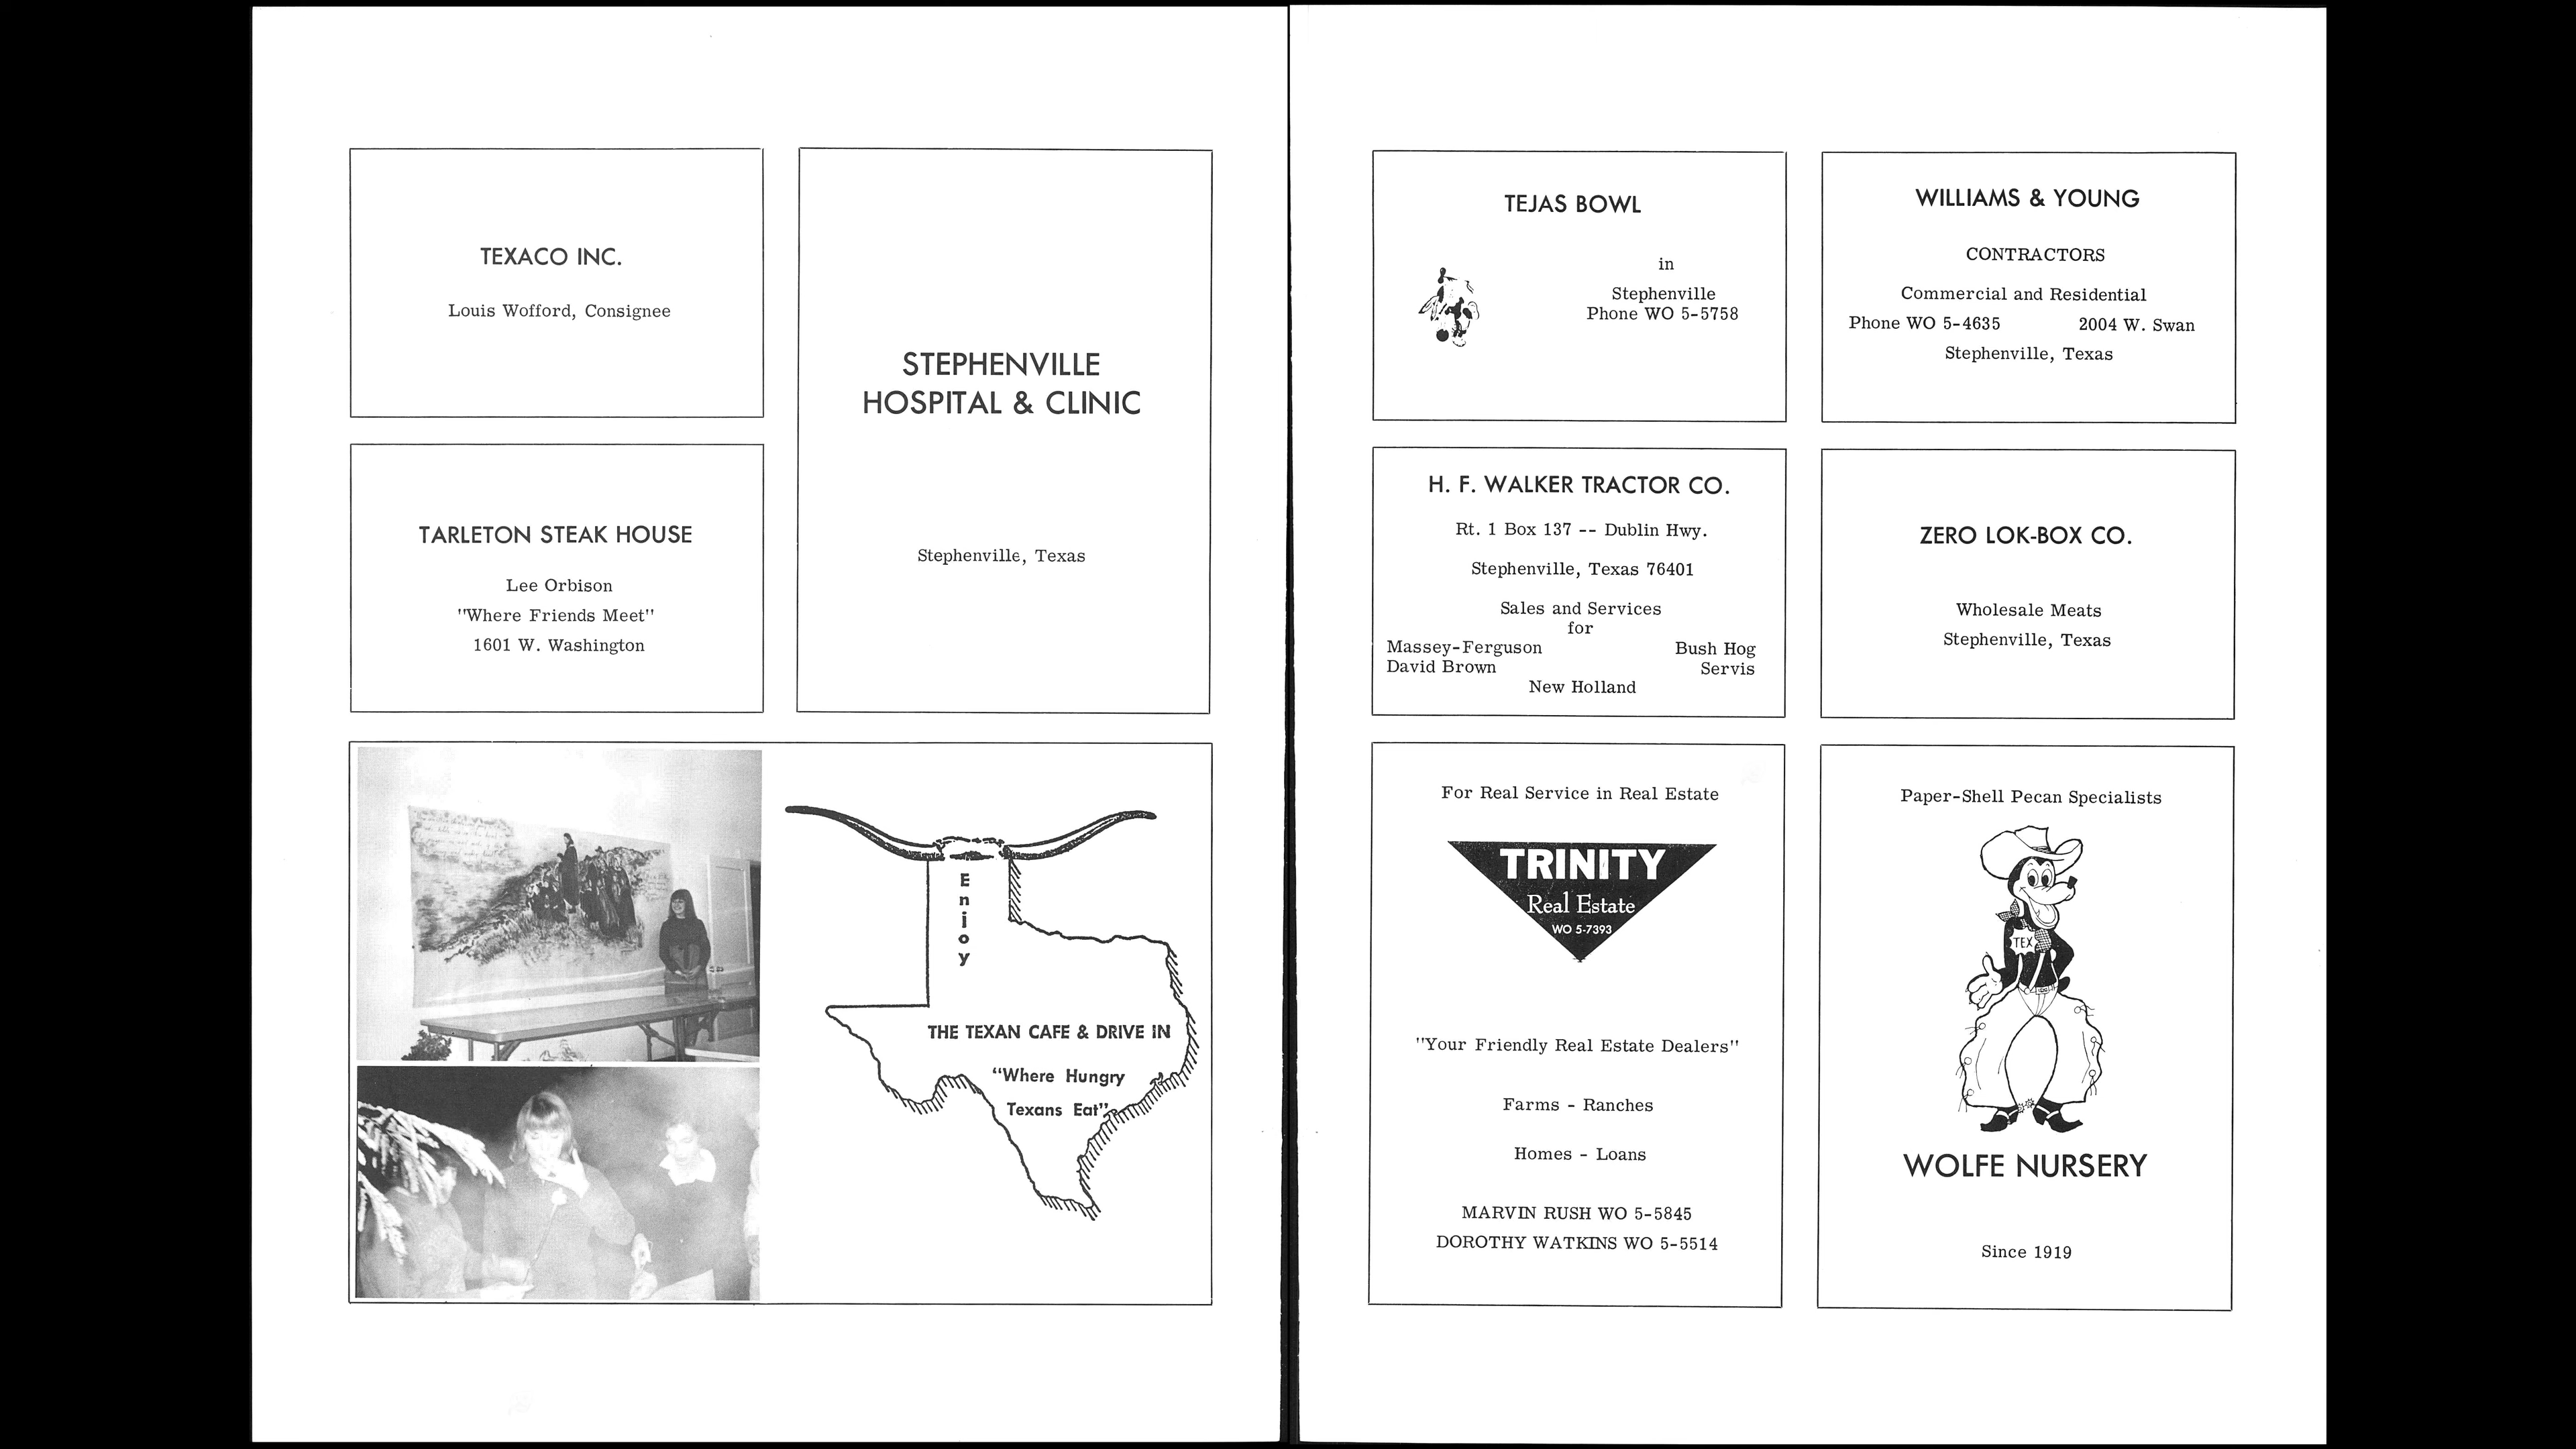 TEXACO INC.
Louis Wofford, Consignee
STEPHENVILLE
HOSPITAL & CLINIC
Stephenville, Texas
TARLETON STEAK HOUSE
Lee Orbison
"Where Friends Meet"
1601 W. Washington
Enjoy
THE TEXAN CAFE & DRIVE IN
"Where Hungry
Texans Eat"
TEJAS BOWL
in
Stephenville
Phone WO 5-5758
WILLIAMS & YOUNG
CONTRACTORS
Commercial and Residential
Phone WO 5-4635 2004 W. Swan
Stephenville, Texas
H. F. WALKER TRACTOR CO.
Rt. 1 Box 137 -- Dublin Hwy.
Stephenville, Texas 76401
Sales and Services
for
Massey-Ferguson Bush Hog
David Brown Servis
New Holland
ZERO LOK-BOX CO.
Wholesale Meats
Stephenville, Texas
For Real Service in Real Estate
TRINITY
Real Estate
WO 5-7393
"Your Friendly Real Estate Dealers"
Farms - Ranches
Homes - Loans
MARVIN RUSH WO 5-5845
DOROTHY WATKINS WO 5-5514
Paper-Shell Pecan Specialists
TEX
WOLFE NURSERY
Since 1919